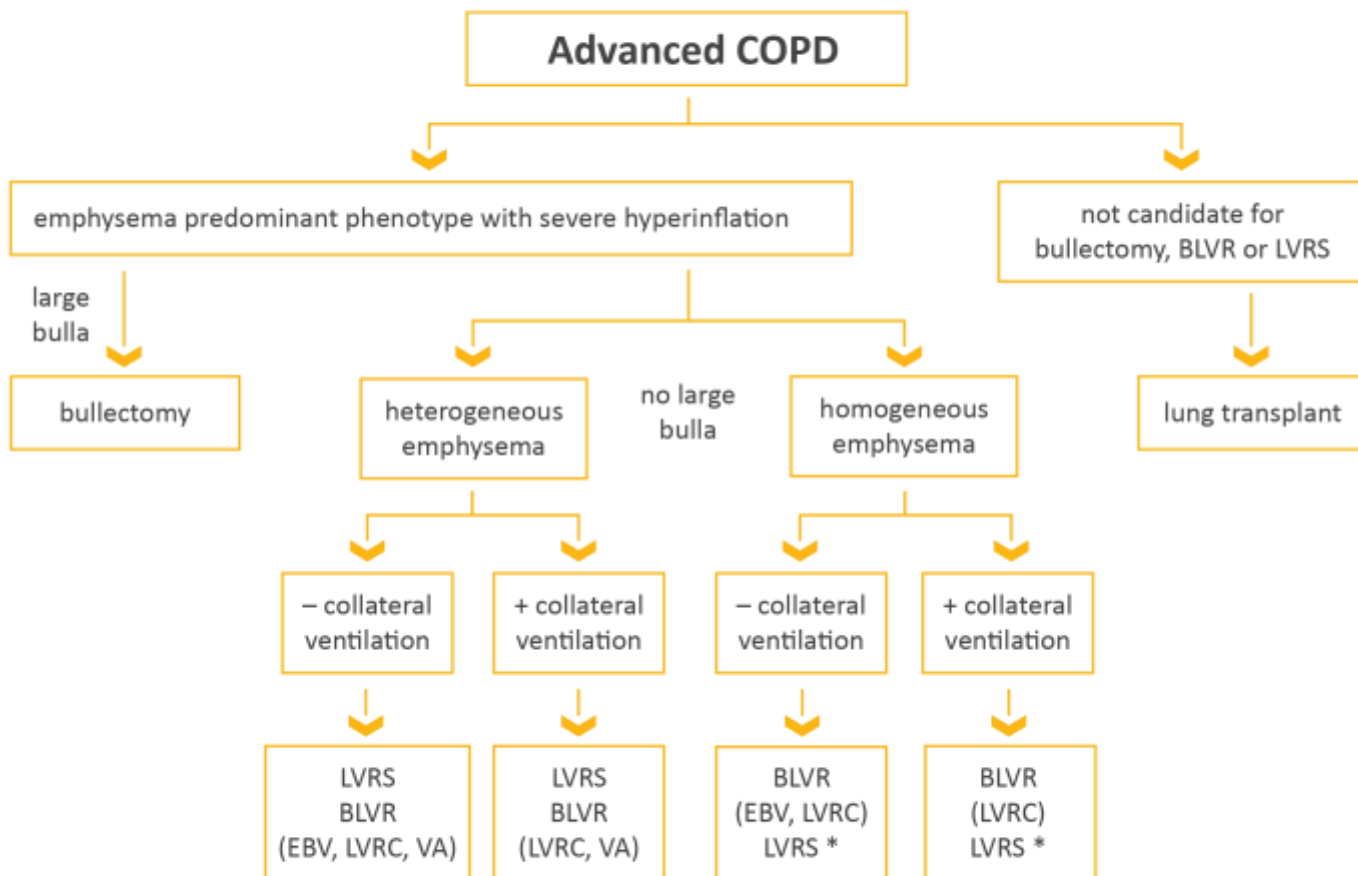 Advanced COPD
emphysema predominant phenotype with severe hyperinflation
not candidate for
bullectomy, BLVR or LVRS
large
bulla
bullectomy
heterogeneous
emphysema
no large
bulla
homogeneous
emphysema
lung transplant
– collateral
ventilation
+ collateral
ventilation
– collateral
ventilation
+ collateral
ventilation
LVRS
BLVR
(EBV, LVRC, VA)
LVRS
BLVR
(LVRC, VA)
BLVR
(EBV, LVRC)
LVRS *
BLVR
(LVRC)
LVRS *